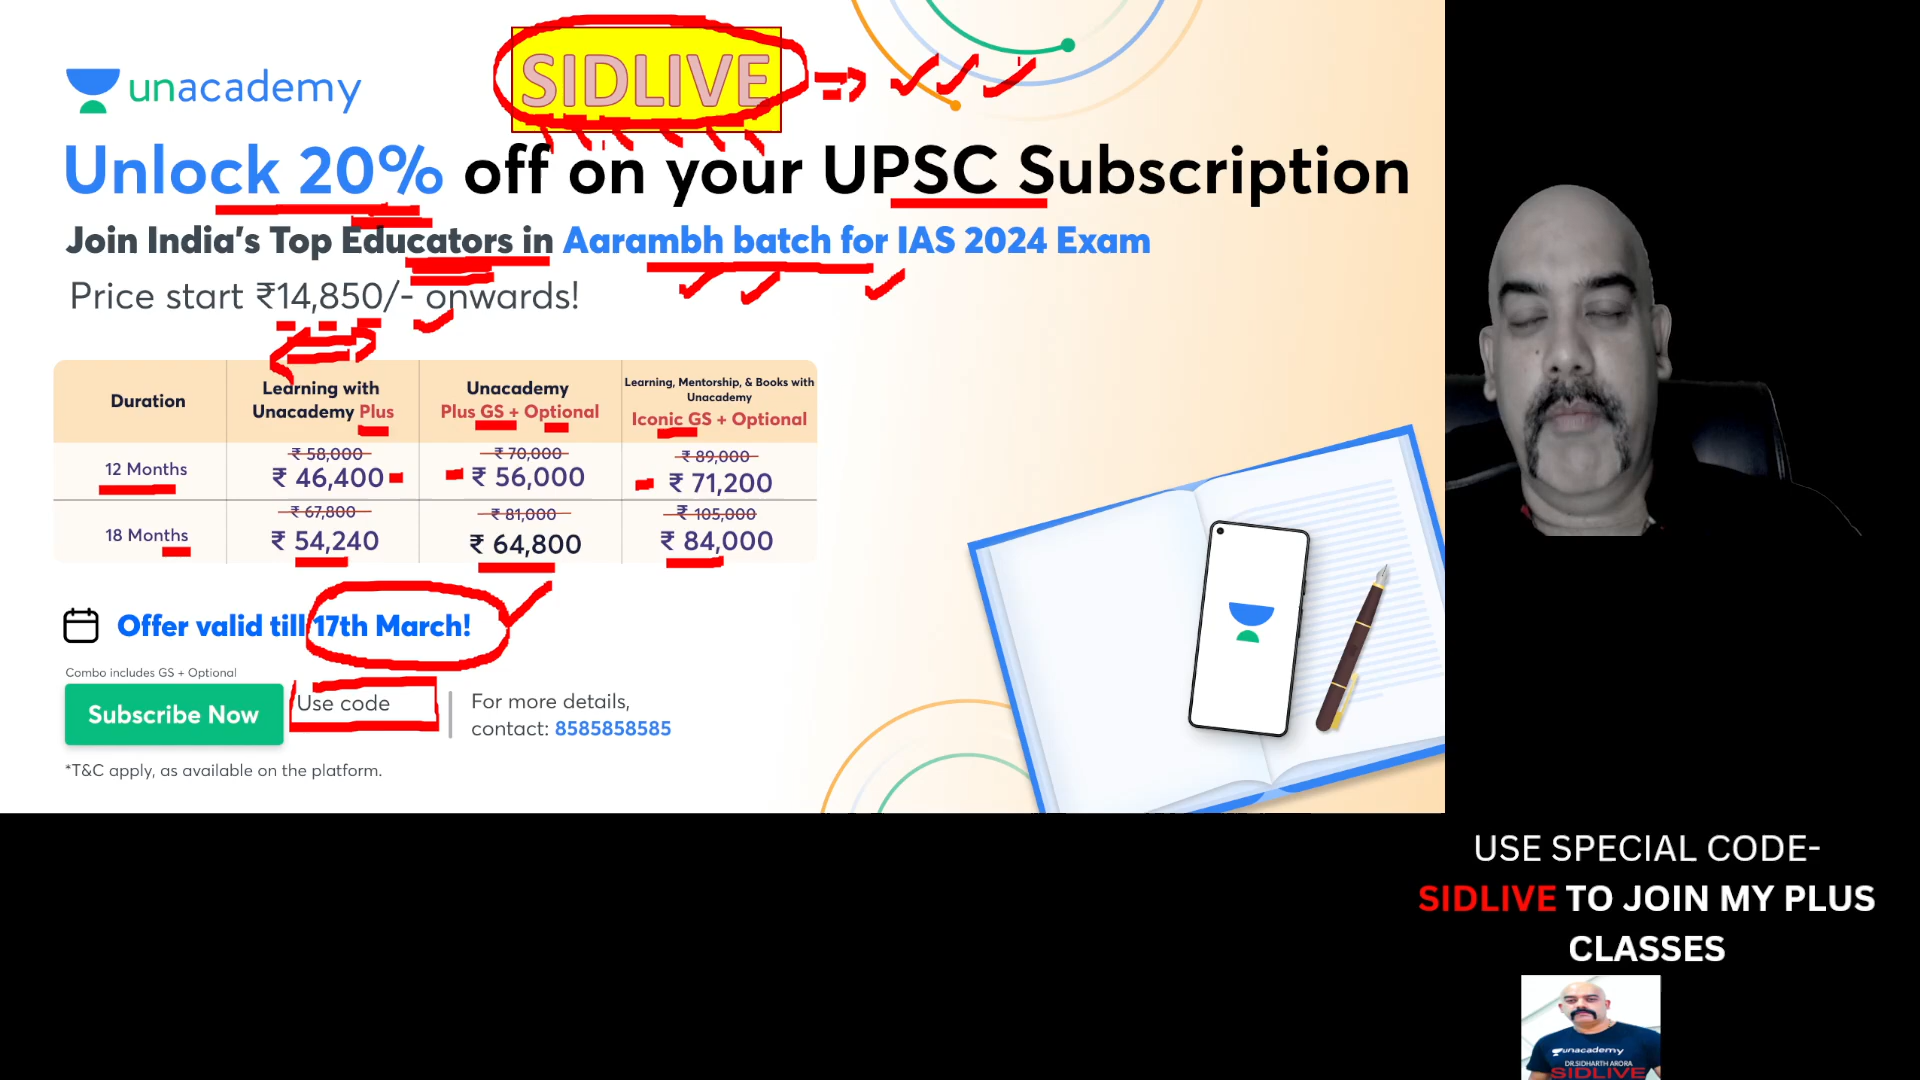 unacademy
SIDLIVE
Unlock 20% off on your UPSC Subscription
Join India's Top Educators in Aarambh batch for IAS 2024 Exam
Price start ₹14,850/- onwards!
Duration
Learning with
Unacademy Plus
Unacademy
Plus GS + Optional
Learning, Mentorship, & Books with
Unacademy
Iconic GS + Optional
12 Months
₹ 58,000
₹ 46,400
₹ 70,000
₹ 56,000
₹ 89,000
₹ 71,200
18 Months
₹ 67,800
₹ 54,240
₹ 81,000
₹ 64,800
₹ 105,000
₹ 84,000
Offer valid till 17th March!
Combo includes GS + Optional
Subscribe Now
Use code
For more details,
contact: 8585858585
*T&C apply, as available on the platform.
USE SPECIAL CODE-
SIDLIVE TO JOIN MY PLUS
CLASSES
unacademy
DR.SIDHARTH ARORA
SIDLIVE